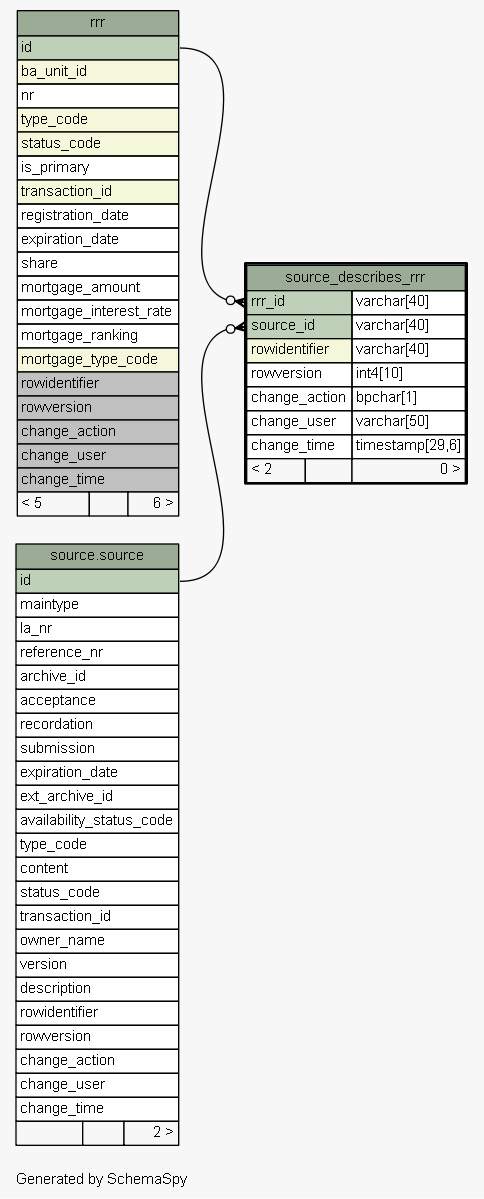 rrr
id
ba_unit_id
nr
type_code
status_code
is_primary
transaction_id
registration_date
expiration_date
share
mortgage_amount
mortgage_interest_rate
mortgage_ranking
mortgage_type_code
rowidentifier
rowversion
change_action
change_user
change_time
< 5 6 >
source_describes_rrr
rrr_id varchar[40]
source_id varchar[40]
rowidentifier varchar[40]
rowversion int4[10]
change_action bpchar[1]
change_user varchar[50]
change_time timestamp[29,6]
< 2 0 >
source.source
id
maintype
la_nr
reference_nr
archive_id
acceptance
recordation
submission
expiration_date
ext_archive_id
availability_status_code
type_code
content
status_code
transaction_id
owner_name
version
description
rowidentifier
rowversion
change_action
change_user
change_time
2 >
Generated by SchemaSpy